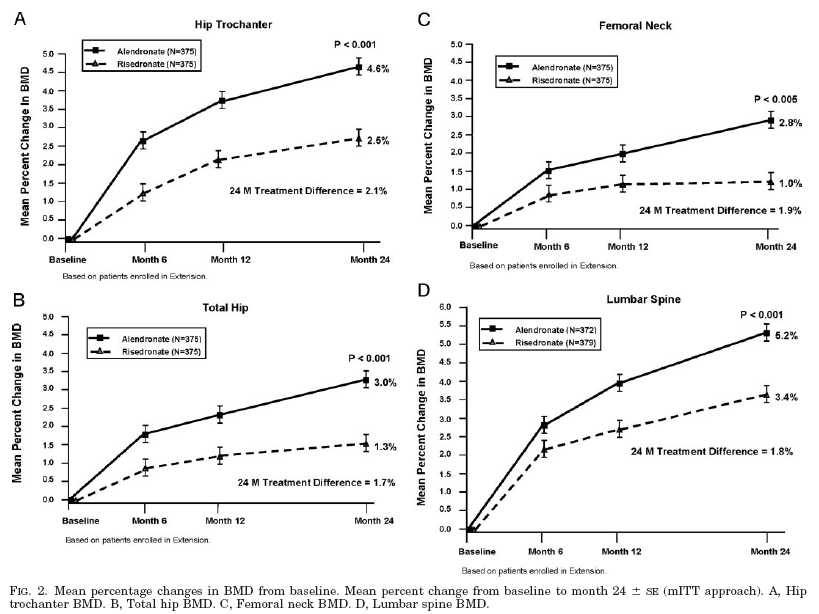 A
Hip Trochanter
Mean Percent Change In BMD
5.0
4.5
4.0
3.5
3.0
2.5
2.0
1.5
1.0
0.5
0.0
Alendronate (N=375)
Risedronate (N=375)
P < 0.001
4.6%
2.5%
24 M Treatment Difference = 2.1%
Baseline Month 6 Month 12 Month 24
Based on patients enrolled in Extension.
B
Total Hip
Mean Percent Change in BMD
5.0
4.5
4.0
3.5
3.0
2.5
2.0
1.5
1.0
0.5
0.0
Alendronate (N=375)
Risedronate (N=375)
P < 0.001
3.0%
1.3%
24 M Treatment Difference = 1.7%
Baseline Month 6 Month 12 Month 24
Based on patients enrolled in Extension.
C
Femoral Neck
Mean Percent Change in BMD
5.0
4.5
4.0
3.5
3.0
2.5
2.0
1.5
1.0
0.5
0.0
Alendronate (N=375)
Risedronate (N=375)
P < 0.005
2.8%
1.0%
24 M Treatment Difference = 1.9%
Baseline Month 6 Month 12 Month 24
Based on patients enrolled in Extension.
D
Lumbar Spine
Mean Percent Change in BMD
6.0
5.5
5.0
4.5
4.0
3.5
3.0
2.5
2.0
1.5
1.0
0.5
0.0
Alendronate (N=372)
Risedronate (N=379)
P < 0.001
5.2%
3.4%
24 M Treatment Difference = 1.8%
Baseline Month 6 Month 12 Month 24
Based on patients enrolled in Extension.
FIG. 2. Mean percentage changes in BMD from baseline. Mean percent change from baseline to month 24 ± SE (mITT approach). A, Hip
trochanter BMD. B, Total hip BMD. C, Femoral neck BMD. D, Lumbar spine BMD.